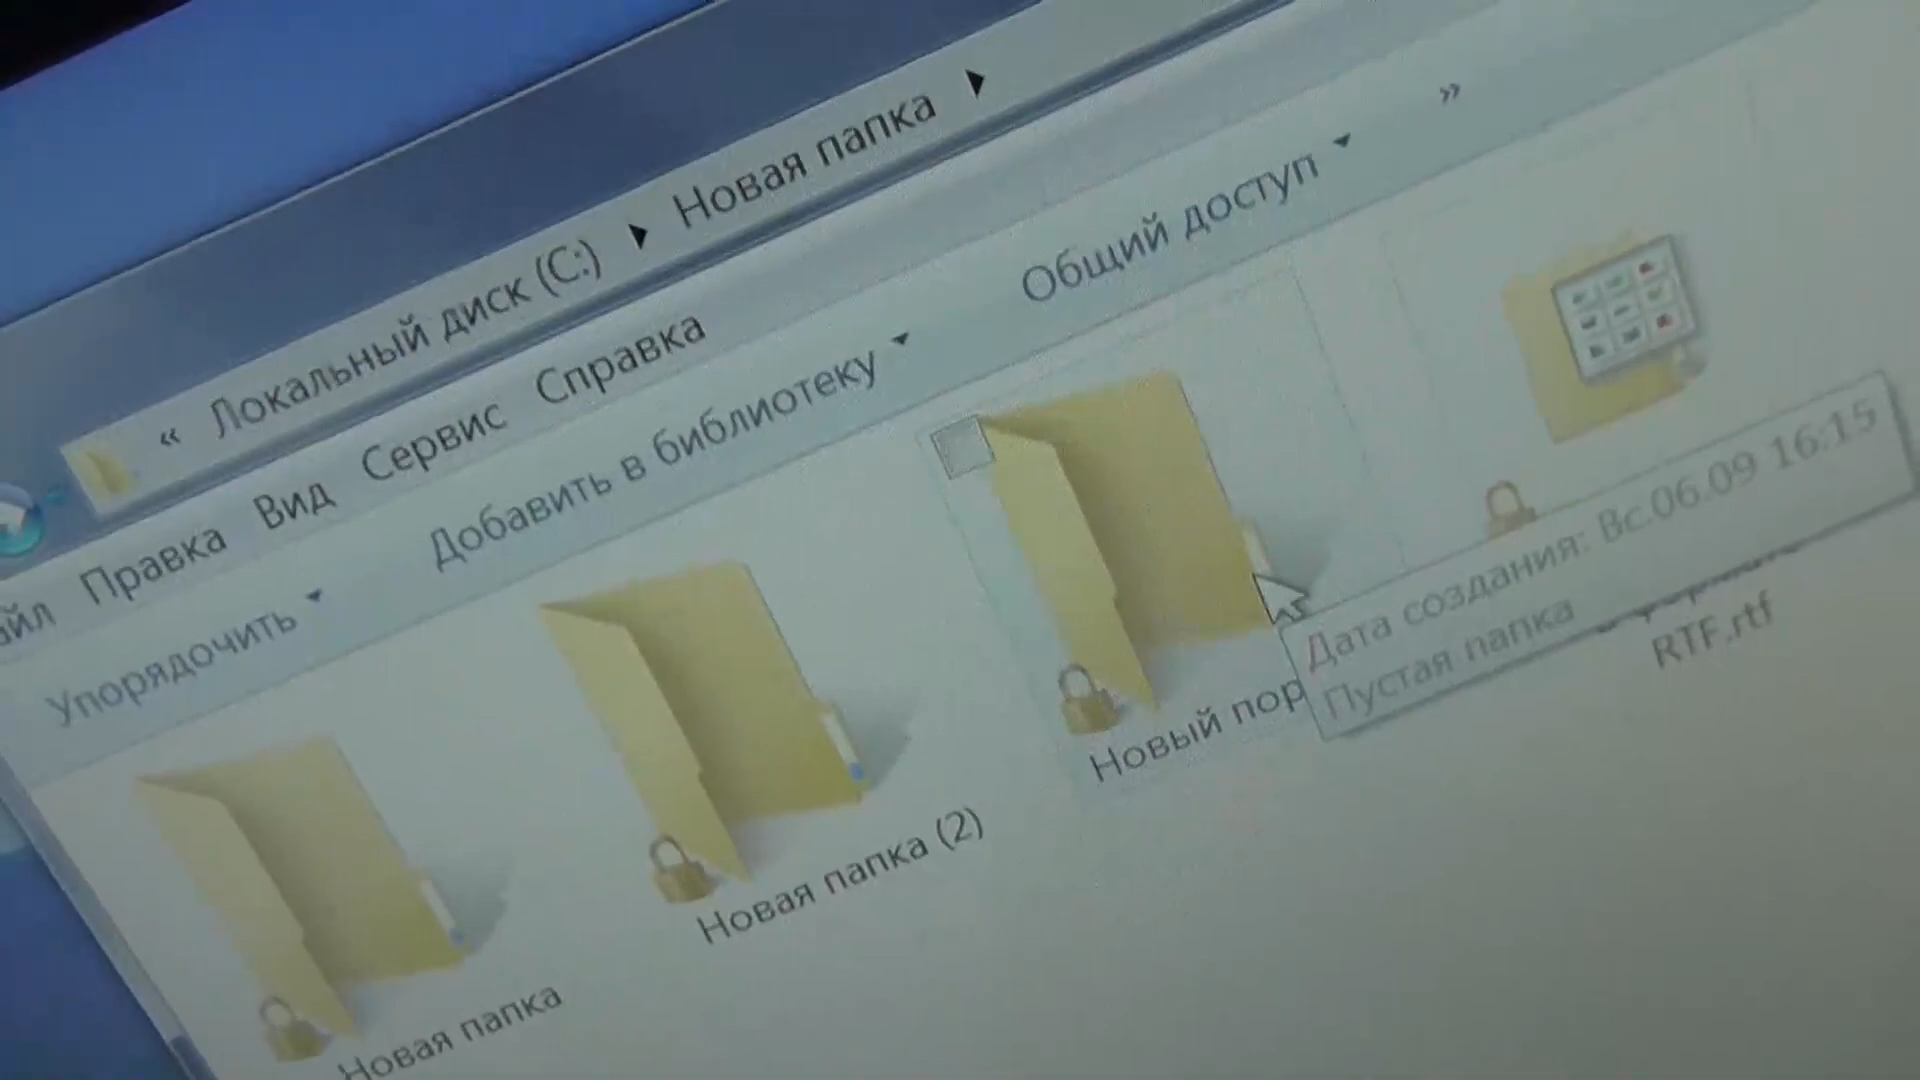 « Локальный диск (C:) ▸ Новая папка ▸
айл Правка Вид Сервис Справка
Упорядочить ▾ Добавить в библиотеку ▾ Общий доступ ▾ »
Новая папка
Новая папка (2)
Новый пор
RTF.rtf
Дата создания: Вс.06.09 16:15
Пустая папка